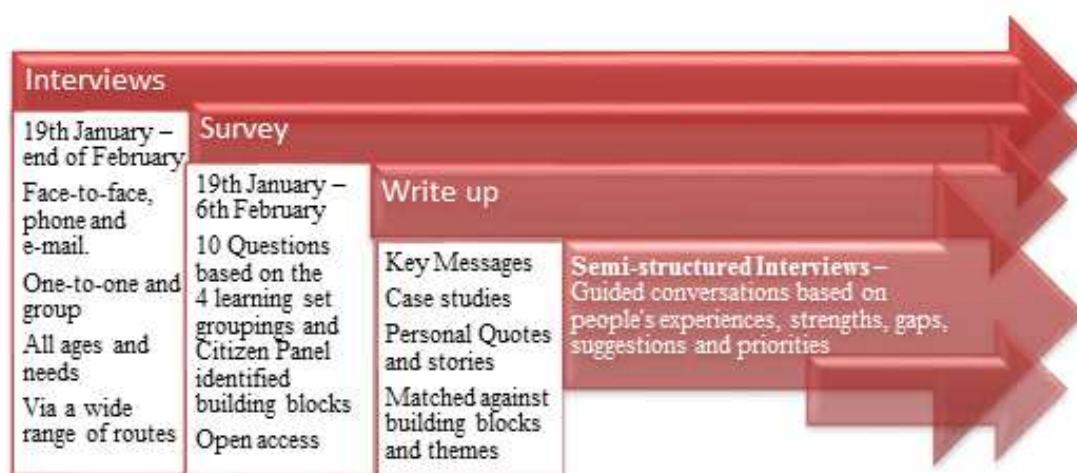 Interviews
19th January –
end of February
Face-to-face,
phone and
e-mail.
One-to-one and
group
All ages and
needs
Via a wide
range of routes
Survey
19th January –
6th February
10 Questions
based on the
4 learning set
groupings and
Citizen Panel
identified
building blocks
Open access
Write up
Key Messages
Case studies
Personal Quotes
and stories
Matched against
building blocks
and themes
Semi-structured Interviews –
Guided conversations based on
people's experiences, strengths, gaps,
suggestions and priorities